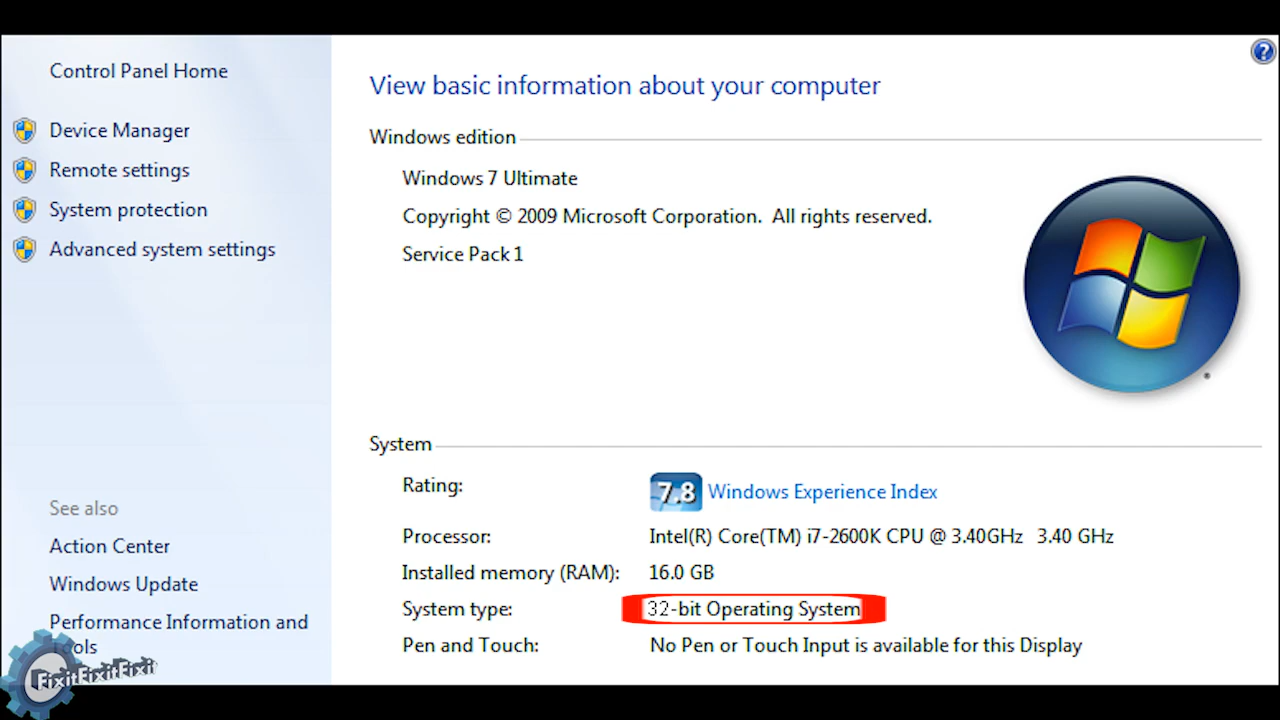 Control Panel Home
Device Manager
Remote settings
System protection
Advanced system settings
See also
Action Center
Windows Update
Performance Information and
Tools
FixitFixitFixit
View basic information about your computer
Windows edition
Windows 7 Ultimate
Copyright © 2009 Microsoft Corporation.  All rights reserved.
Service Pack 1
System
Rating: 7.8 Windows Experience Index
Processor: Intel(R) Core(TM) i7-2600K CPU @ 3.40GHz   3.40 GHz
Installed memory (RAM): 16.0 GB
System type: 32-bit Operating System
Pen and Touch: No Pen or Touch Input is available for this Display